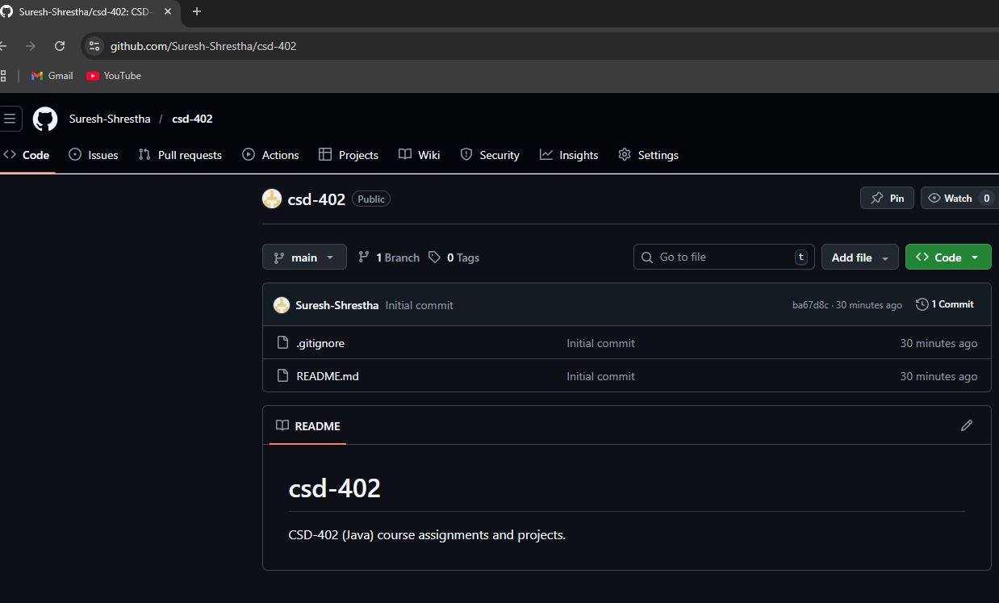 Suresh-Shrestha/csd-402: CSD-
github.com/Suresh-Shrestha/csd-402
Gmail YouTube
Suresh-Shrestha / csd-402
Code Issues Pull requests Actions Projects Wiki Security Insights Settings
csd-402 Public Pin Watch 0
main 1 Branch 0 Tags Go to file t Add file Code
Suresh-Shrestha Initial commit ba67d8c · 30 minutes ago 1 Commit
.gitignore Initial commit 30 minutes ago
README.md Initial commit 30 minutes ago
README
csd-402
CSD-402 (Java) course assignments and projects.